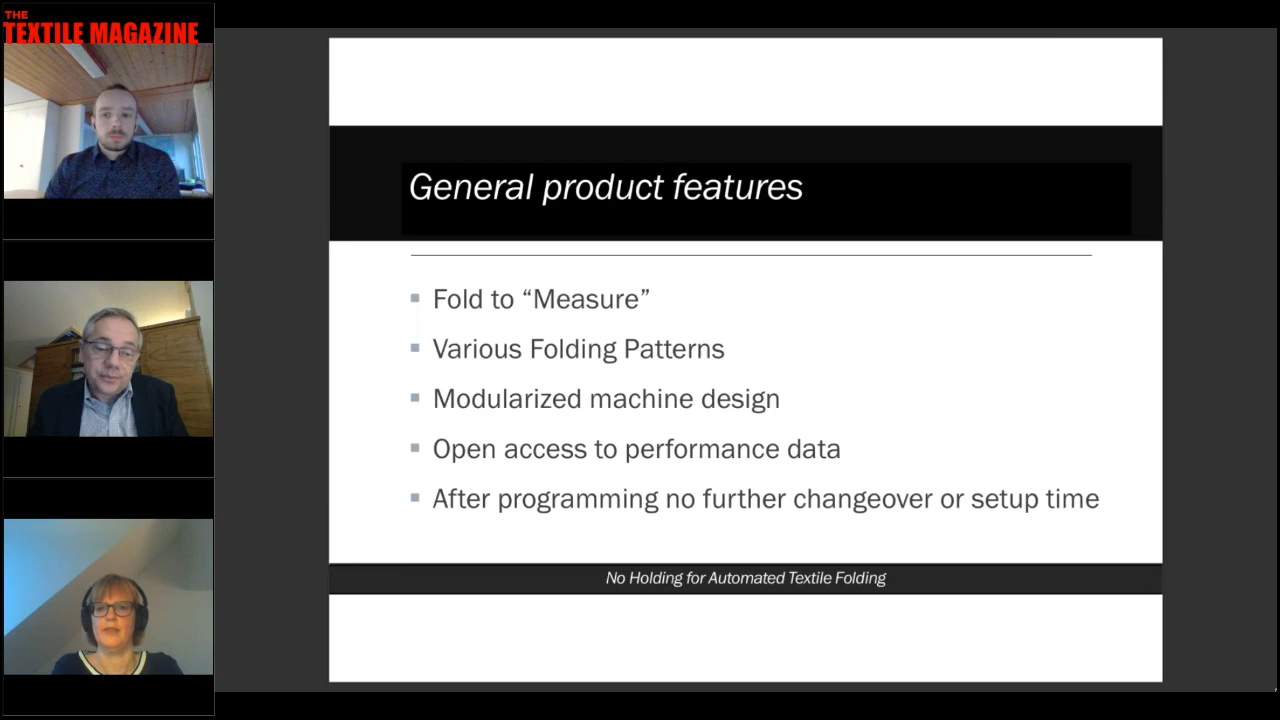 THE
TEXTILE MAGAZINE
General product features
Fold to “Measure”
Various Folding Patterns
Modularized machine design
Open access to performance data
After programming no further changeover or setup time
No Holding for Automated Textile Folding